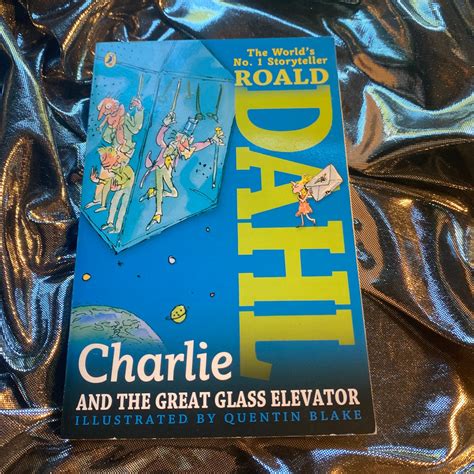 The World's
No. 1 Storyteller
ROALD
DAHL
Charlie
AND THE GREAT GLASS ELEVATOR
ILLUSTRATED BY QUENTIN BLAKE